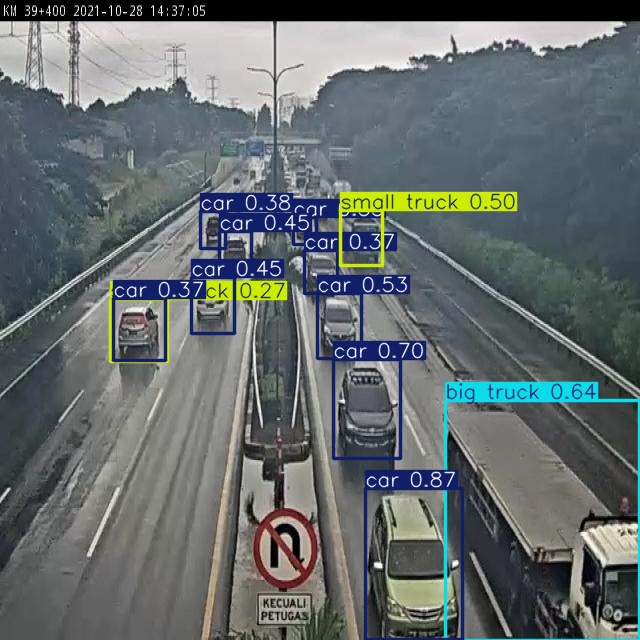 KM 39+400 2021-10-28 14:37:05
car 0.38
small truck 0.50
car
car 0.45
car 0.37
car 0.45
car 0.37
ck 0.27
car 0.53
car 0.70
big truck 0.64
car 0.87
KECUALI
PETUGAS